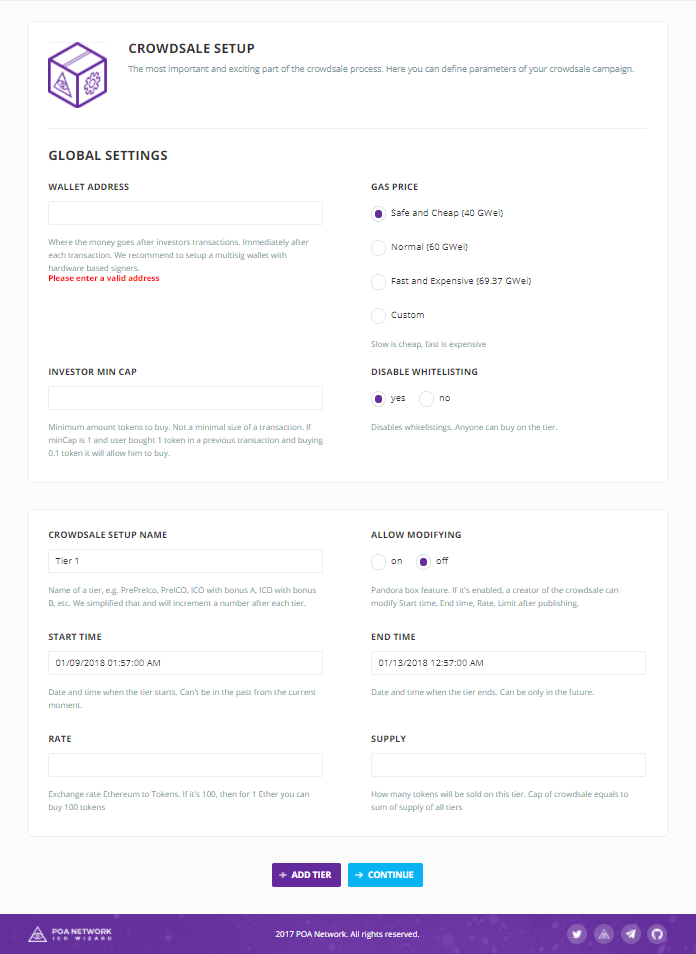 CROWDSALE SETUP
The most important and exciting part of the crowdsale process. Here you can define parameters of your crowdsale campaign.
GLOBAL SETTINGS
WALLET ADDRESS
Where the money goes after investors transactions. Immediately after
each transaction. We recommend to setup a multisig wallet with
hardware based signers.
Please enter a valid address
GAS PRICE
Safe and Cheap (40 GWei)
Normal (60 GWei)
Fast and Expensive (69.37 GWei)
Custom
Slow is cheap, fast is expensive
INVESTOR MIN CAP
Minimum amount tokens to buy. Not a minimal size of a transaction. If
minCap is 1 and user bought 1 token in a previous transaction and buying
0.1 token it will allow him to buy.
DISABLE WHITELISTING
yes no
Disables whitelistings. Anyone can buy on the tier.
CROWDSALE SETUP NAME
Tier 1
Name of a tier, e.g. PrePreIco, PreICO, ICO with bonus A, ICO with bonus
B, etc. We simplified that and will increment a number after each tier.
ALLOW MODIFYING
on off
Pandora box feature. If it's enabled, a creator of the crowdsale can
modify Start time, End time, Rate, Limit after publishing.
START TIME
01/09/2018 01:57:00 AM
Date and time when the tier starts. Can't be in the past from the current
moment.
END TIME
01/13/2018 12:57:00 AM
Date and time when the tier ends. Can be only in the future.
RATE
Exchange rate Ethereum to Tokens. If it's 100, then for 1 Ether you can
buy 100 tokens
SUPPLY
How many tokens will be sold on this tier. Cap of crowdsale equals to
sum of supply of all tiers
ADD TIER
CONTINUE
POA NETWORK
ICO WIZARD
2017 POA Network. All rights reserved.